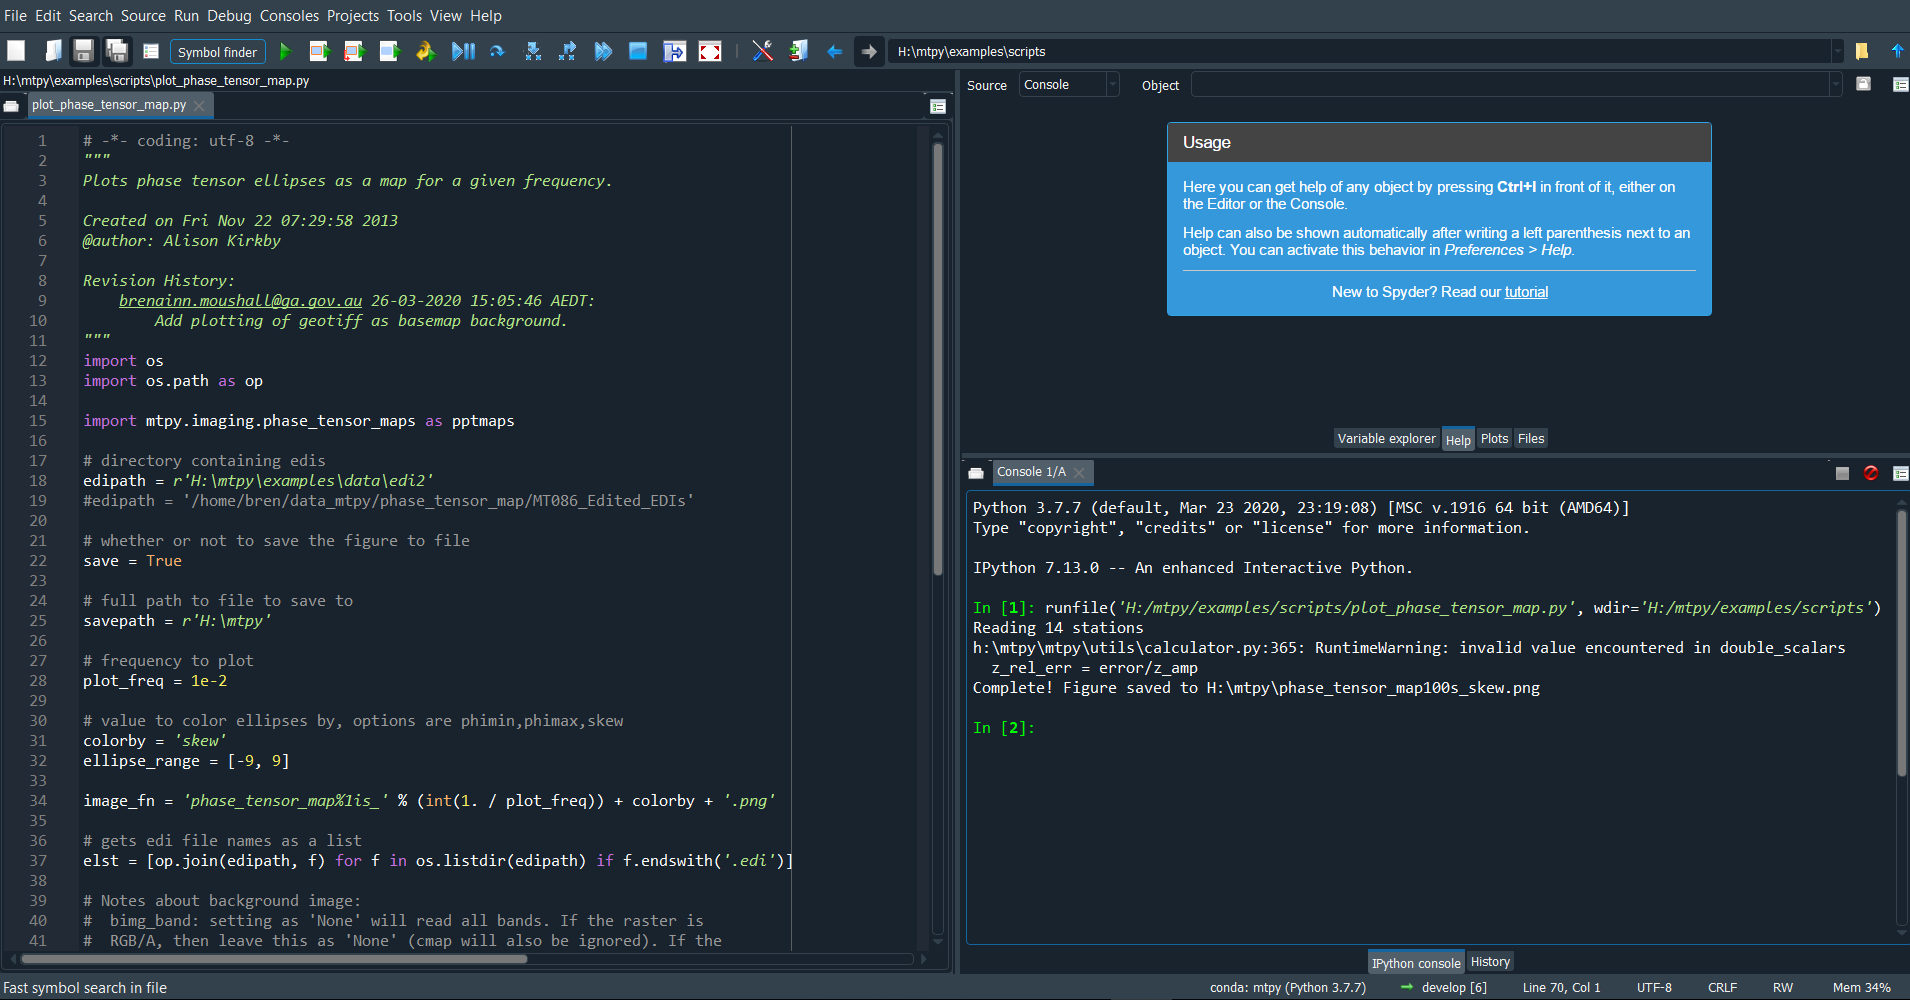 File Edit Search Source Run Debug Consoles Projects Tools View Help
Symbol finder
H:\mtpy\examples\scripts
H:\mtpy\examples\scripts\plot_phase_tensor_map.py
plot_phase_tensor_map.py
1 # -*- coding: utf-8 -*-
2 """
3 Plots phase tensor ellipses as a map for a given frequency.
4
5 Created on Fri Nov 22 07:29:58 2013
6 @author: Alison Kirkby
7
8 Revision History:
9     brenainn.moushall@ga.gov.au 26-03-2020 15:05:46 AEDT:
10         Add plotting of geotiff as basemap background.
11 """
12 import os
13 import os.path as op
14
15 import mtpy.imaging.phase_tensor_maps as pptmaps
16
17 # directory containing edis
18 edipath = r'H:\mtpy\examples\data\edi2'
19 #edipath = '/home/bren/data_mtpy/phase_tensor_map/MT086_Edited_EDIs'
20
21 # whether or not to save the figure to file
22 save = True
23
24 # full path to file to save to
25 savepath = r'H:\mtpy'
26
27 # frequency to plot
28 plot_freq = 1e-2
29
30 # value to color ellipses by, options are phimin,phimax,skew
31 colorby = 'skew'
32 ellipse_range = [-9, 9]
33
34 image_fn = 'phase_tensor_map%1is_' % (int(1. / plot_freq)) + colorby + '.png'
35
36 # gets edi file names as a list
37 elst = [op.join(edipath, f) for f in os.listdir(edipath) if f.endswith('.edi')]
38
39 # Notes about background image:
40 #  bimg_band: setting as 'None' will read all bands. If the raster is
41 #  RGB/A, then leave this as 'None' (cmap will also be ignored). If the
Source Console Object
Usage
Here you can get help of any object by pressing Ctrl+I in front of it, either on
the Editor or the Console.
Help can also be shown automatically after writing a left parenthesis next to an
object. You can activate this behavior in Preferences > Help.
New to Spyder? Read our tutorial
Variable explorer Help Plots Files
Console 1/A
Python 3.7.7 (default, Mar 23 2020, 23:19:08) [MSC v.1916 64 bit (AMD64)]
Type "copyright", "credits" or "license" for more information.
IPython 7.13.0 -- An enhanced Interactive Python.
In [1]: runfile('H:/mtpy/examples/scripts/plot_phase_tensor_map.py', wdir='H:/mtpy/examples/scripts')
Reading 14 stations
h:\mtpy\mtpy\utils\calculator.py:365: RuntimeWarning: invalid value encountered in double_scalars
  z_rel_err = error/z_amp
Complete! Figure saved to H:\mtpy\phase_tensor_map100s_skew.png
In [2]:
IPython console History
Fast symbol search in file
conda: mtpy (Python 3.7.7) develop [6] Line 70, Col 1 UTF-8 CRLF RW Mem 34%